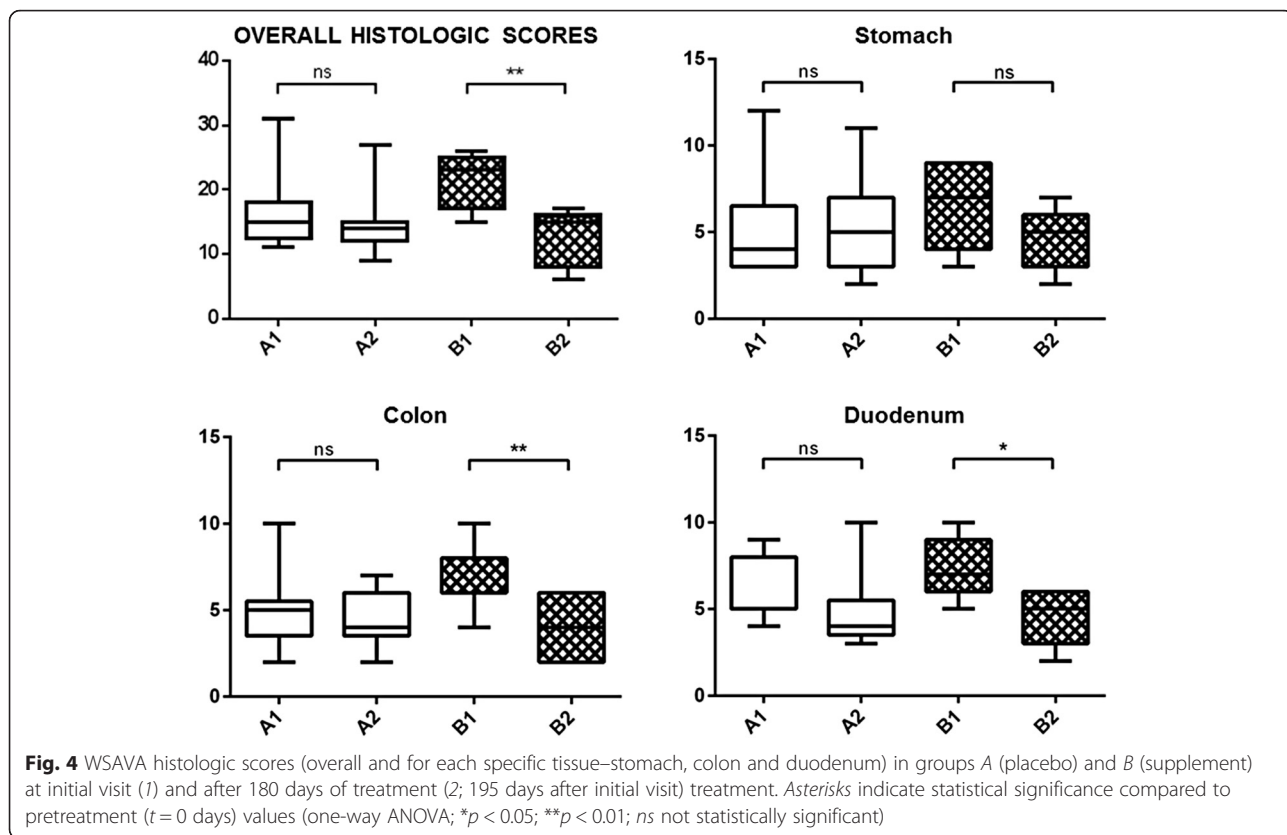 OVERALL HISTOLOGIC SCORES
40
30
20
10
0
ns
**
A1
A2
B1
B2
Stomach
15
10
5
0
ns
ns
A1
A2
B1
B2
Colon
15
10
5
0
ns
**
A1
A2
B1
B2
Duodenum
15
10
5
0
ns
*
A1
A2
B1
B2
Fig. 4 WSAVA histologic scores (overall and for each specific tissue–stomach, colon and duodenum) in groups A (placebo) and B (supplement)
at initial visit (1) and after 180 days of treatment (2; 195 days after initial visit) treatment. Asterisks indicate statistical significance compared to
pretreatment (t = 0 days) values (one-way ANOVA; *p < 0.05; **p < 0.01; ns not statistically significant)